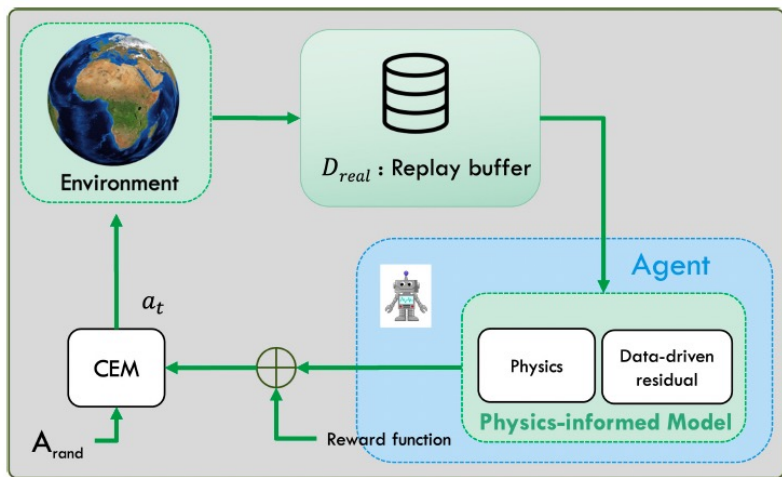 Environment
D_real : Replay buffer
Agent
a_t
CEM
Physics
Data-driven
residual
Physics-informed Model
A_rand
Reward function